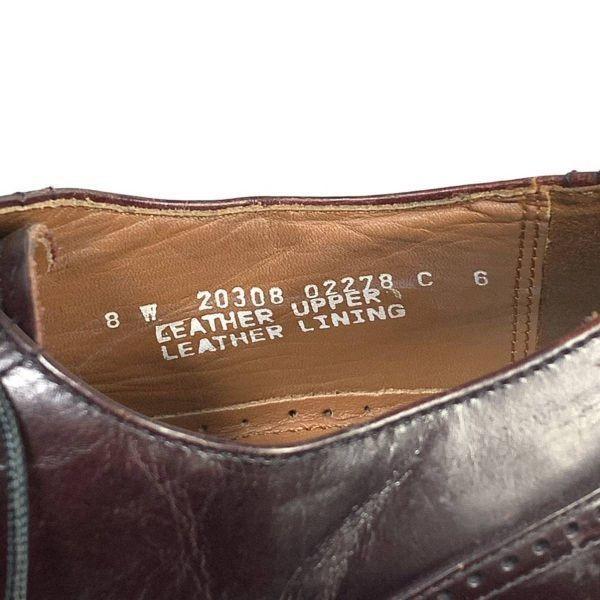 8 W 20308 02278 C 6
LEATHER UPPER
LEATHER LINING